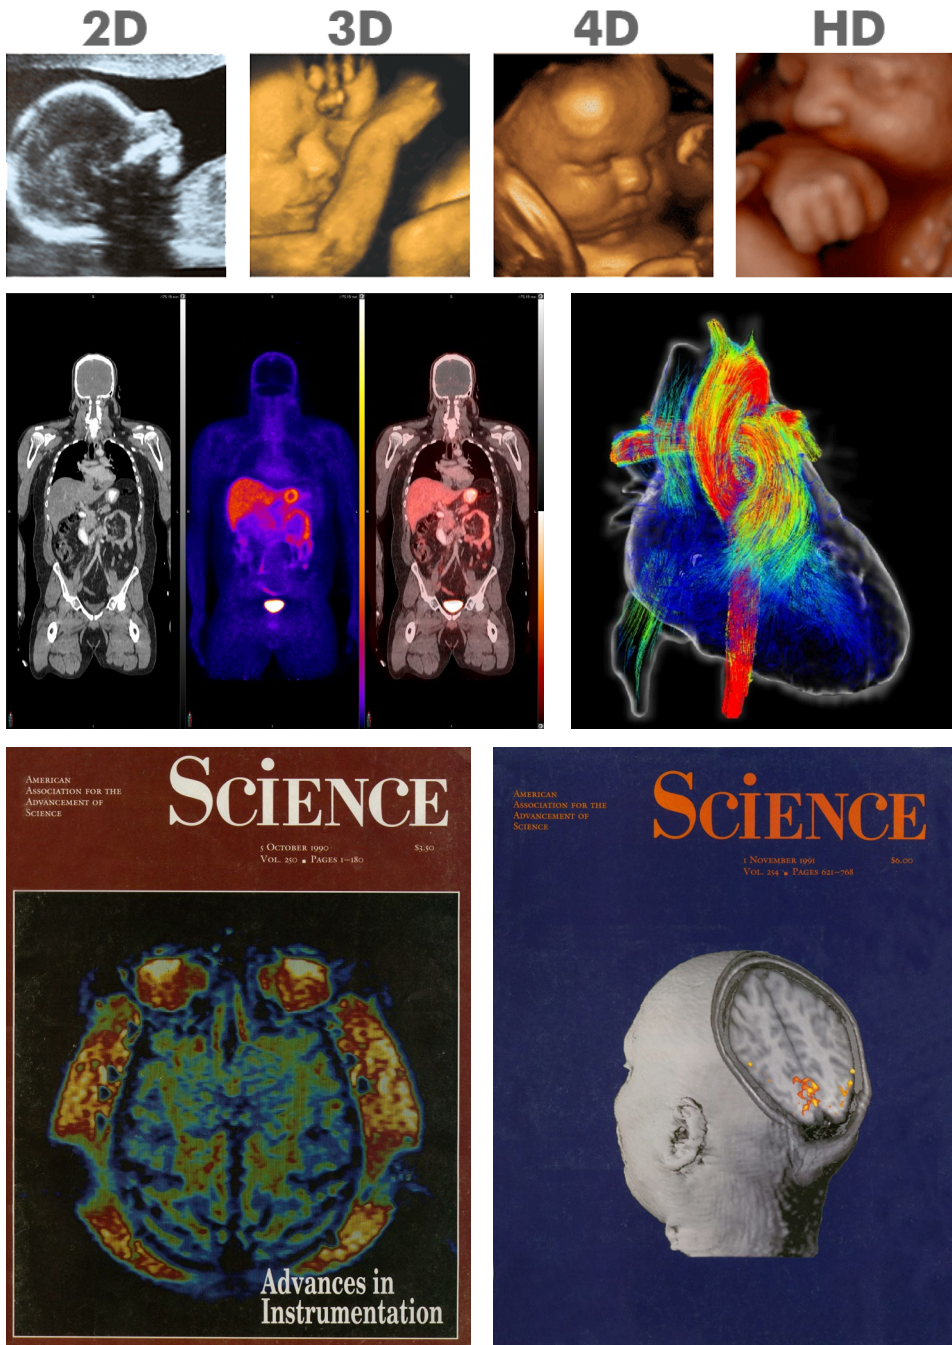 2D
3D
4D
HD
AMERICAN
ASSOCIATION FOR THE
ADVANCEMENT OF
SCIENCE
SCiENCE
5 OCTOBER 1990
$3.50
VOL. 250 ▪ PAGES 1–180
Advances in
Instrumentation
AMERICAN
ASSOCIATION FOR THE
ADVANCEMENT OF
SCIENCE
SCiENCE
1 NOVEMBER 1991
$6.00
VOL. 254 ▪ PAGES 621–768